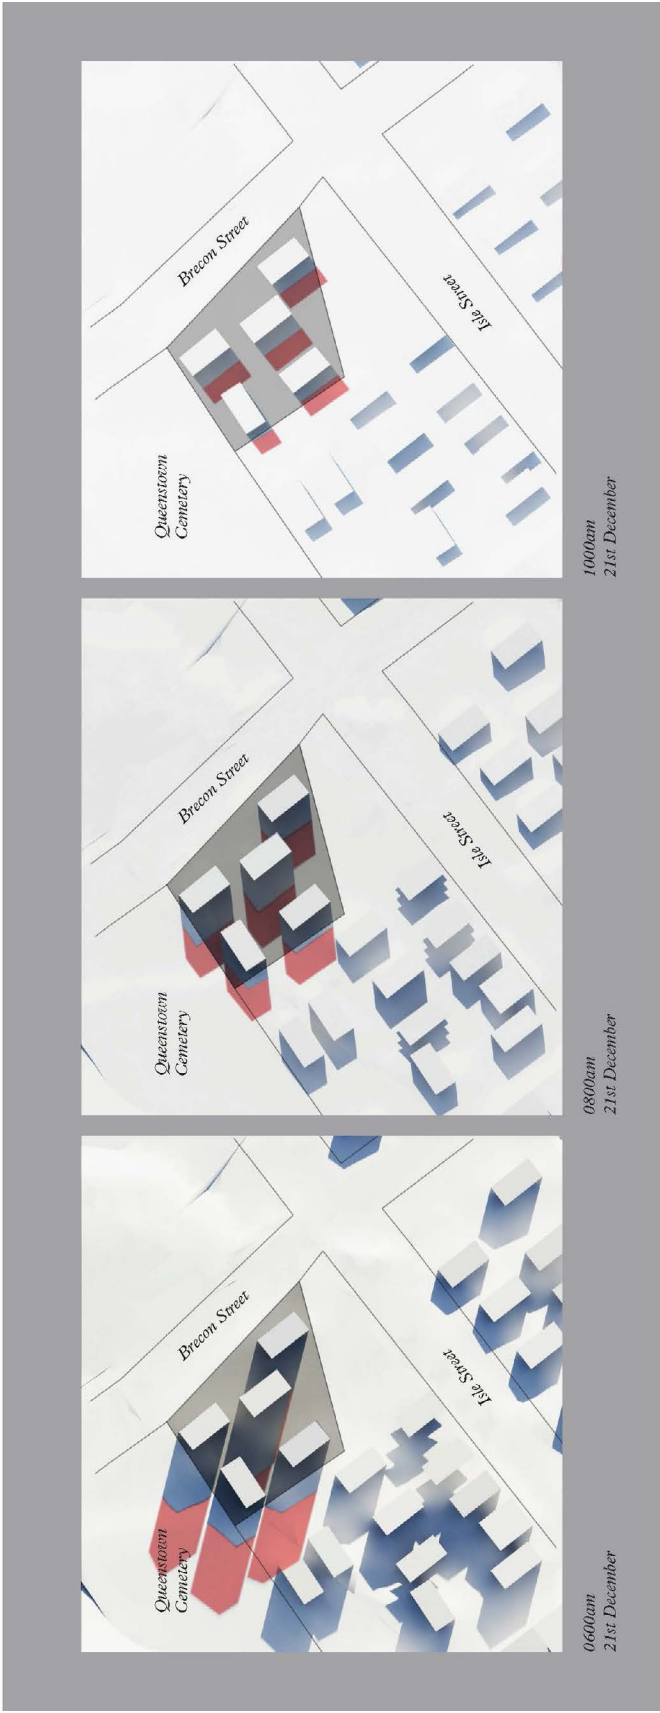 Brecon Street
Isle Street
Queenstown
Cemetery
1000am
21st December
Brecon Street
Isle Street
Queenstown
Cemetery
0800am
21st December
Brecon Street
Isle Street
Queenstown
Cemetery
0600am
21st December